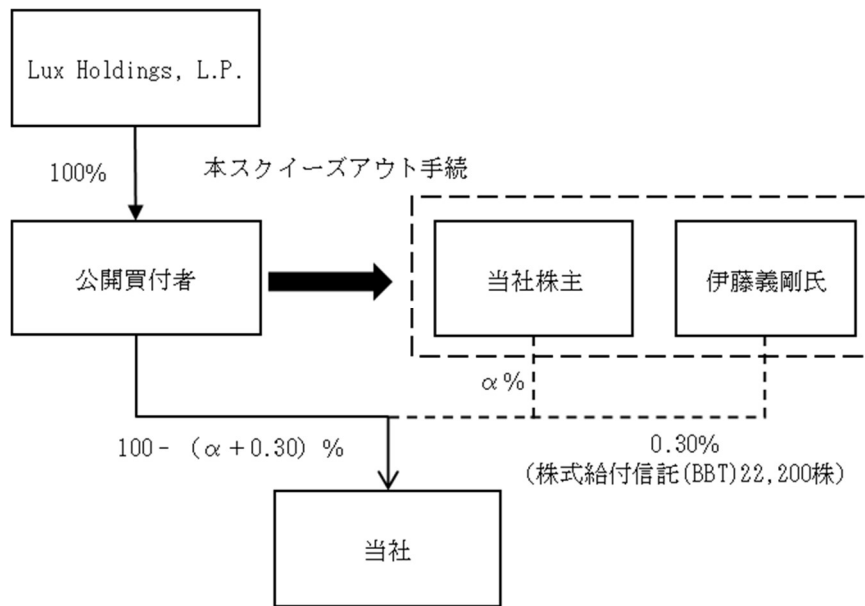 Lux Holdings, L.P.
100%
本スクイーズアウト手続
公開買付者
当社株主
伊藤義剛氏
α%
100-（α＋0.30）%
0.30%
(株式給付信託(BBT)22,200株)
当社